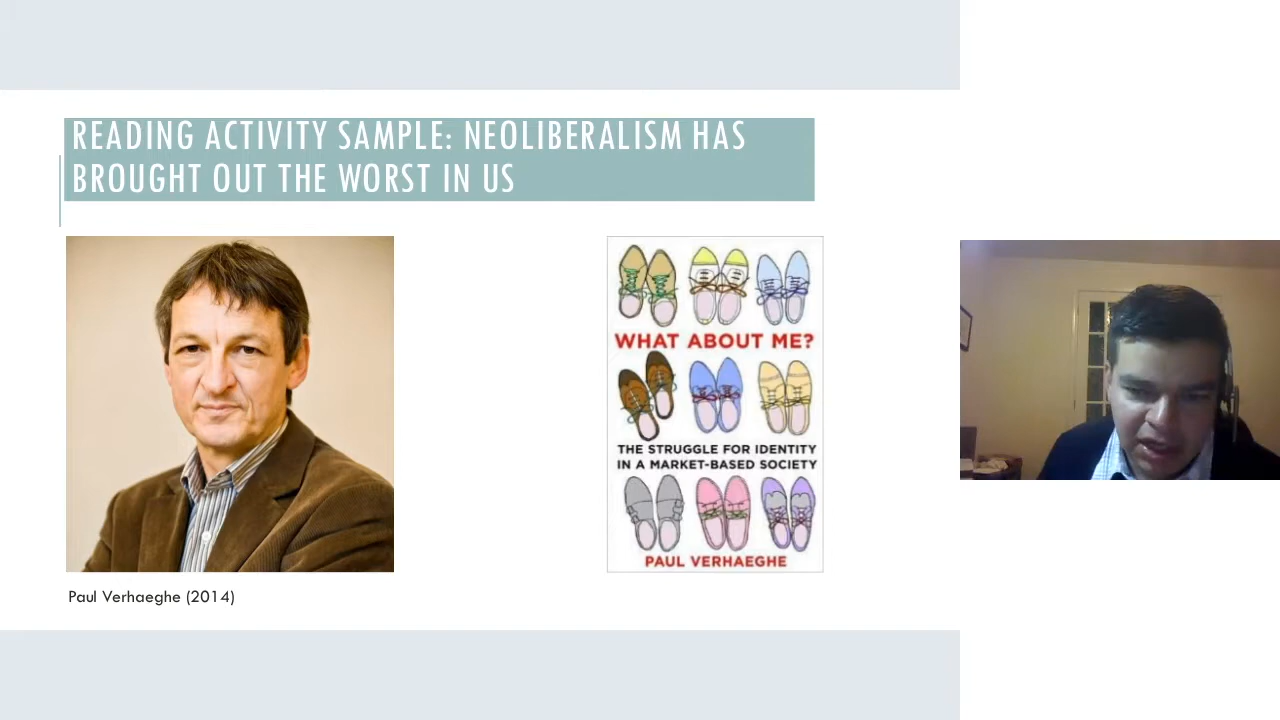 READING ACTIVITY SAMPLE: NEOLIBERALISM HAS
BROUGHT OUT THE WORST IN US
WHAT ABOUT ME?
THE STRUGGLE FOR IDENTITY
IN A MARKET-BASED SOCIETY
PAUL VERHAEGHE
Paul Verhaeghe (2014)